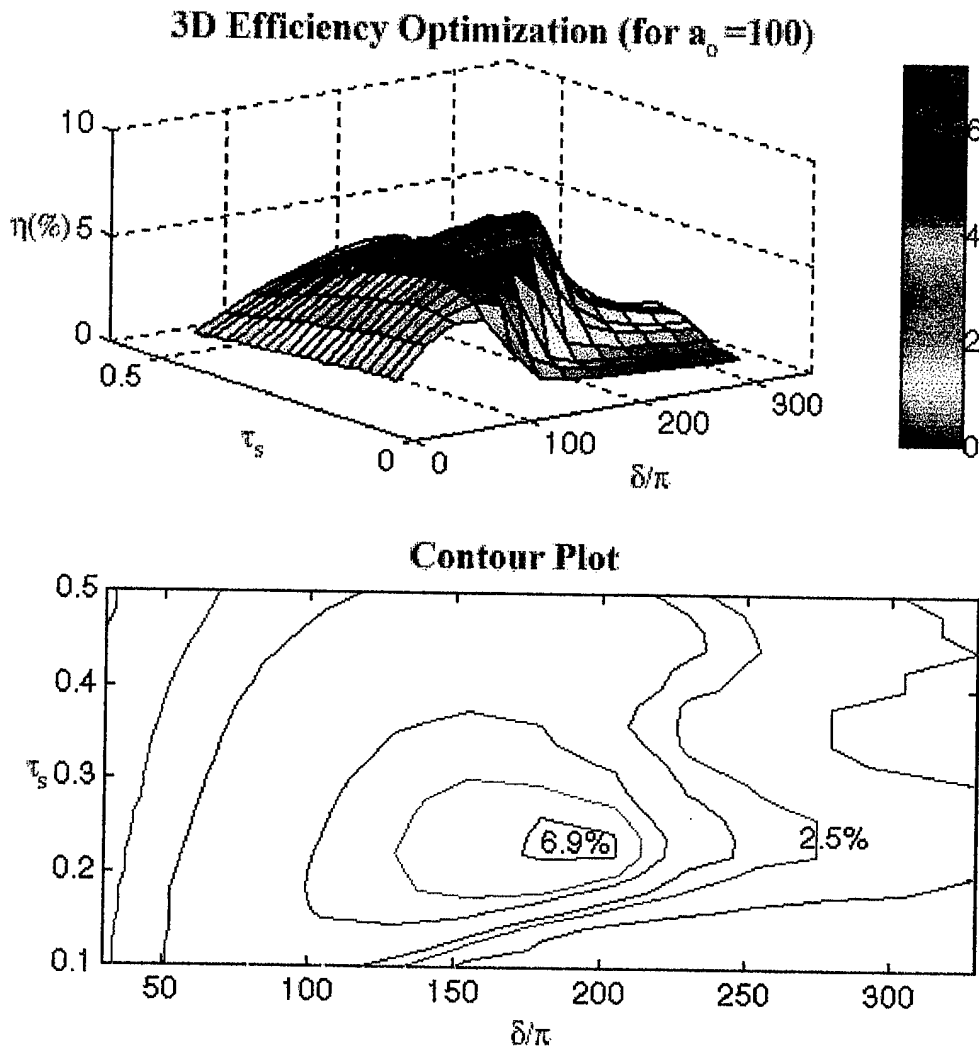 3D Efficiency Optimization (for a₀ =100)
10
η(%) 5
0
0.5
τₛ
0
0
100
200
300
δ/π
6
4
2
0
Contour Plot
0.5
0.4
τₛ 0.3
0.2
0.1
6.9%
2.5%
50 100 150 200 250 300
δ/π